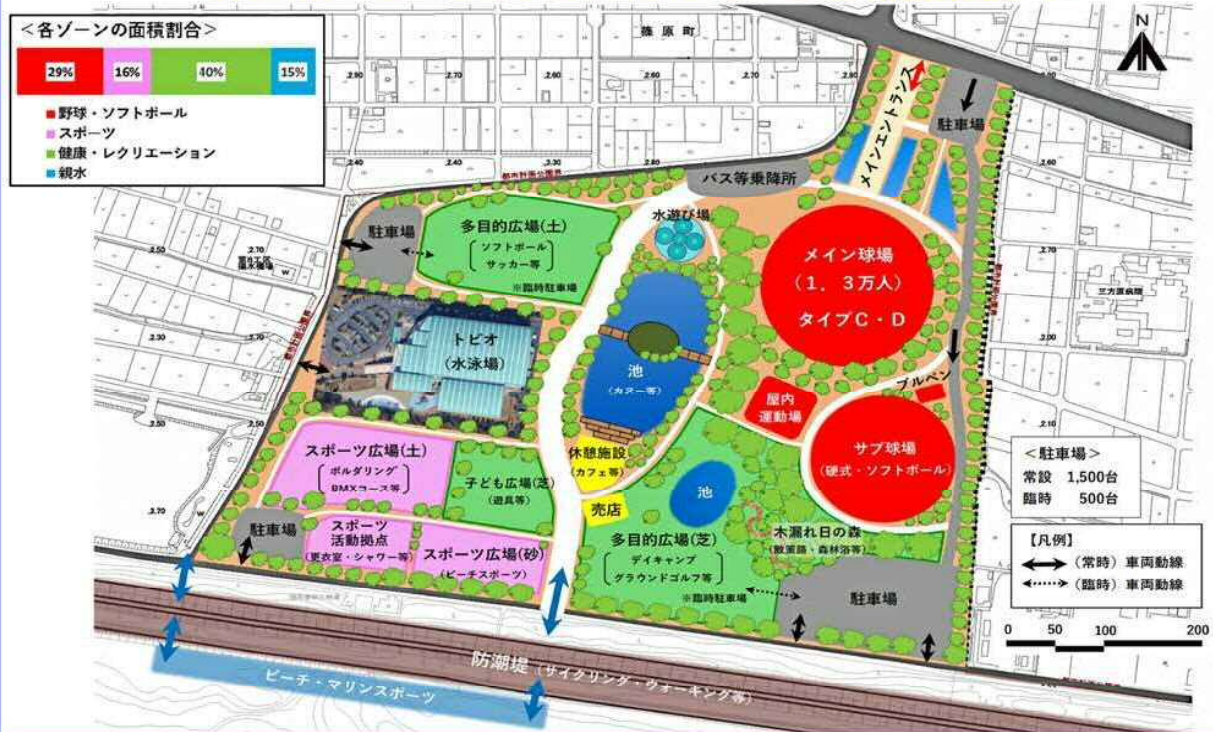 ＜各ゾーンの面積割合＞
29%
16%
40%
15%
野球・ソフトボール
スポーツ
健康・レクリエーション
親水
篠原町
N
メインエントランス
駐車場
バス等乗降所
都市計画公園界
水遊び場
駐車場
多目的広場(土)
ソフトボール
サッカー等
※臨時駐車場
メイン球場
（1．3万人）
タイプC・D
三方原病院
トビオ
(水泳場)
池
(カヌー等)
ブルペン
屋内
運動場
サブ球場
(硬式・ソフトボール)
＜駐車場＞
常設 1,500台
臨時 500台
スポーツ広場(土)
ボルダリング
BMXコース等
子ども広場(芝)
(遊具等)
休憩施設
(カフェ等)
売店
池
木漏れ日の森
(散策路・森林浴等)
多目的広場(芝)
デイキャンプ
グラウンドゴルフ等
※臨時駐車場
駐車場
駐車場
スポーツ
活動拠点
(更衣室・シャワー等)
スポーツ広場(砂)
(ビーチスポーツ)
【凡例】
（常時）車両動線
（臨時）車両動線
0 50 100 200
防潮堤（サイクリング・ウォーキング等）
ビーチ・マリンスポーツ